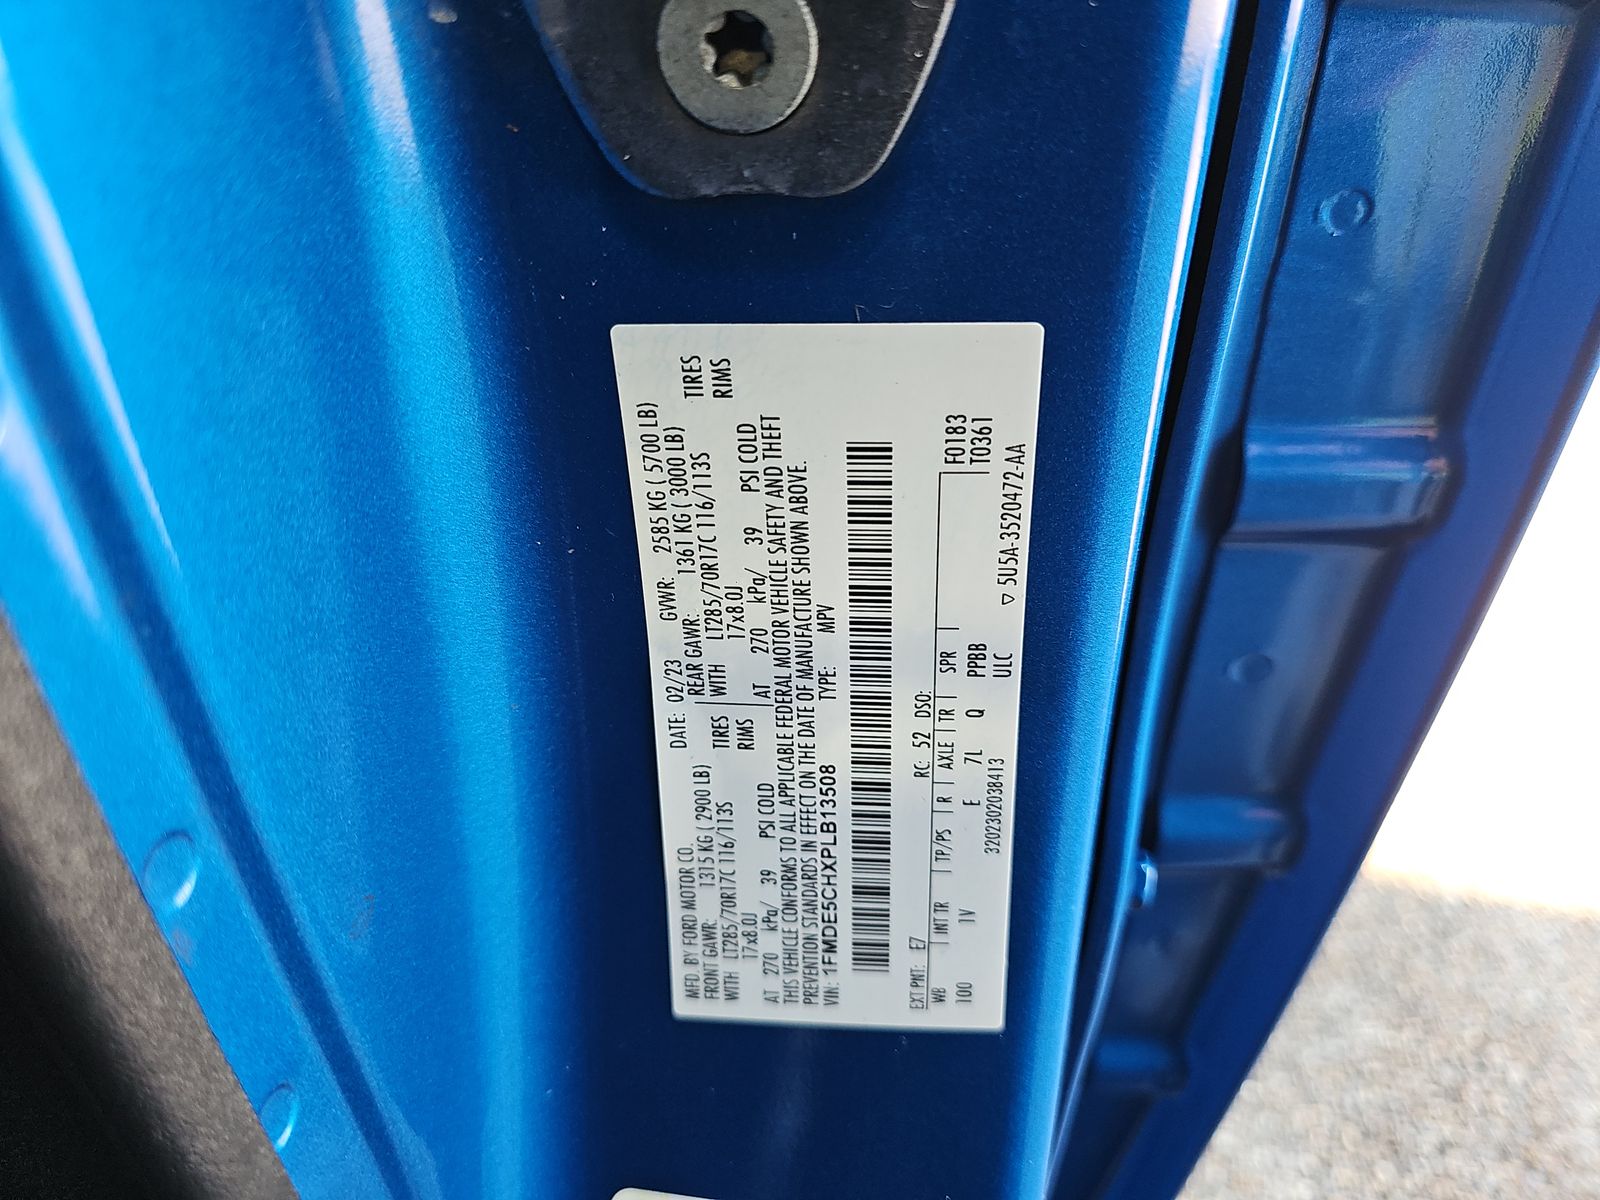 MFD. BY FORD MOTOR CO. DATE: 02/23 GVWR: 2585 KG ( 5700 LB)
FRONT GAWR: 1315 KG ( 2900 LB) REAR GAWR: 1361 KG ( 3000 LB)
WITH LT285/70R17C 116/113S TIRES WITH LT285/70R17C 116/113S TIRES
17x8.0J RIMS 17x8.0J RIMS
AT 270 kPa/ 39 PSI COLD AT 270 kPa/ 39 PSI COLD
THIS VEHICLE CONFORMS TO ALL APPLICABLE FEDERAL MOTOR VEHICLE SAFETY AND THEFT
PREVENTION STANDARDS IN EFFECT ON THE DATE OF MANUFACTURE SHOWN ABOVE.
VIN: 1FMDE5CHXPLB13508 TYPE: MPV
EXT PNT: E7 RC: 52 DSO:
WB INT TR TP/PS R AXLE TR SPR F0183
100 1V E 7L Q PPBB T0361
3202302038413 ULC
▽ 5U5A-3520472-AA